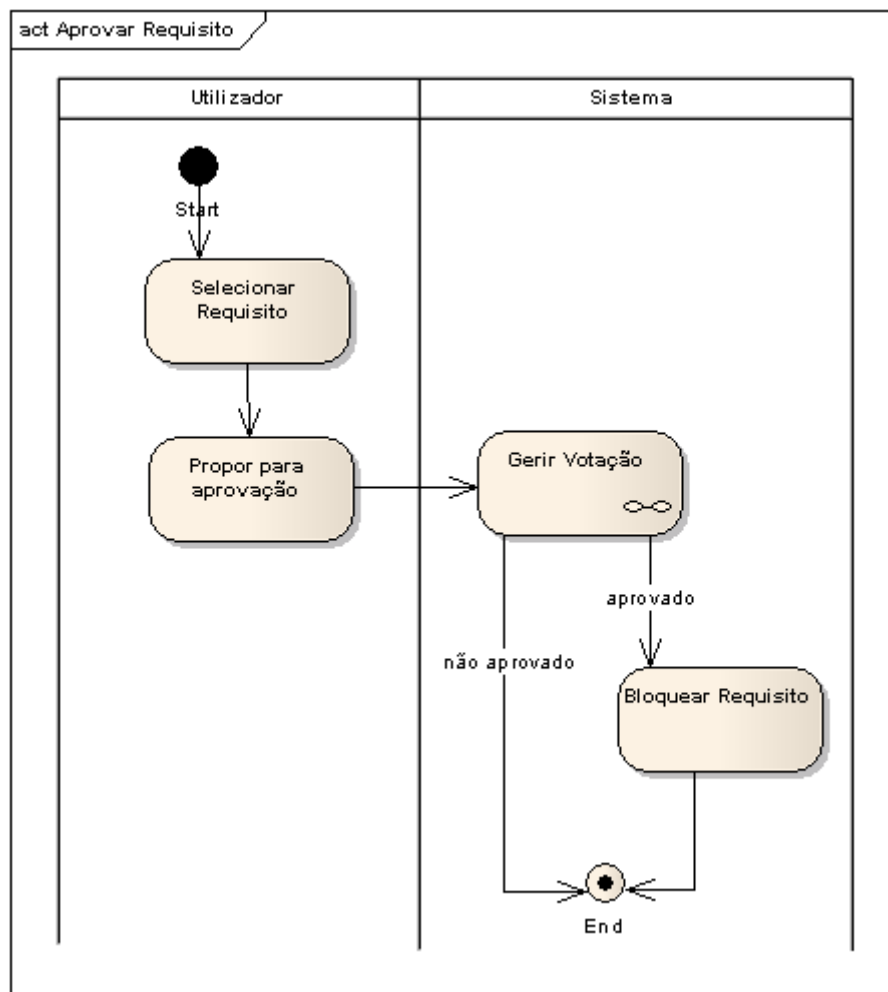 act Aprovar Requisito
Utilizador
Sistema
Start
Selecionar
Requisito
Propor para
aprovação
Gerir Votação
aprovado
não aprovado
Bloquear Requisito
End